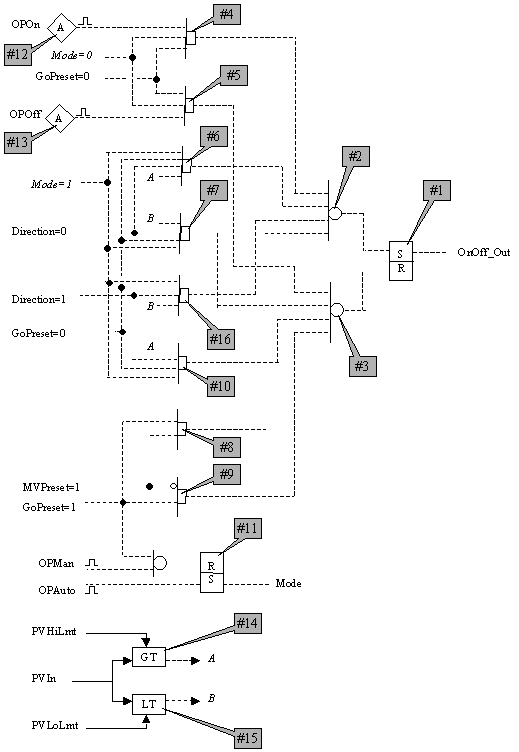 #4
OPOn
A
#12
Mode=0
GoPreset=0
#5
OPOff
A
#13
#6
A
#2
Mode=1
#7
#1
B
Direction=0
S
OnOff_Out
R
Direction=1
B
GoPreset=0
#16
A
#3
#10
#8
#9
MVPreset=1
GoPreset=1
#11
OPMan
R
OPAuto
S
Mode
PVHiLmt
#14
GT
A
PVIn
LT
B
PVLoLmt
#15